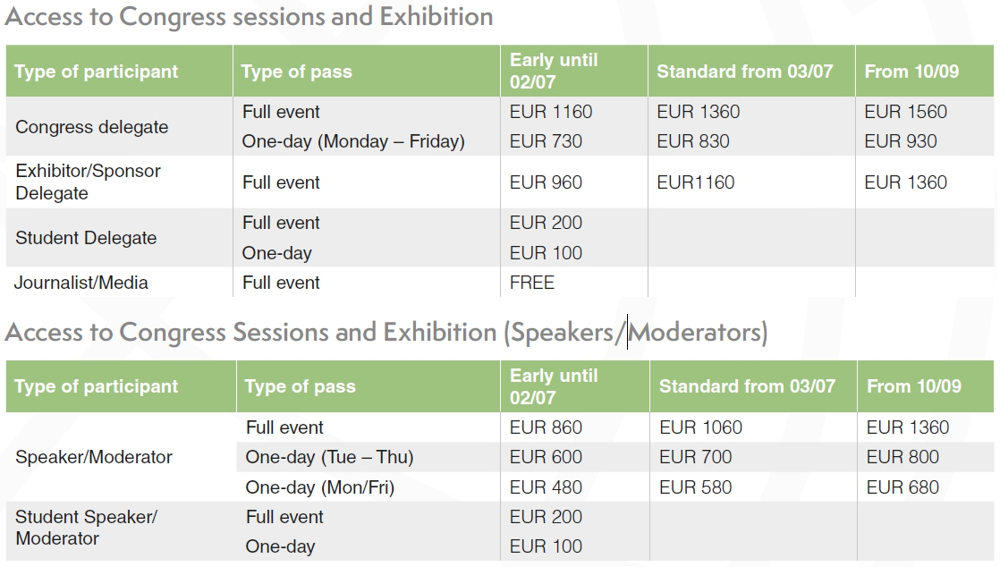 Access to Congress sessions and Exhibition
Type of participant Type of pass Early until 02/07 Standard from 03/07 From 10/09
Congress delegate
Full event EUR 1160 EUR 1360 EUR 1560
One-day (Monday – Friday) EUR 730 EUR 830 EUR 930
Exhibitor/Sponsor
Delegate
Full event EUR 960 EUR1160 EUR 1360
Student Delegate
Full event EUR 200
One-day EUR 100
Journalist/Media Full event FREE
Access to Congress Sessions and Exhibition (Speakers/Moderators)
Type of participant Type of pass Early until 02/07 Standard from 03/07 From 10/09
Speaker/Moderator
Full event EUR 860 EUR 1060 EUR 1360
One-day (Tue – Thu) EUR 600 EUR 700 EUR 800
One-day (Mon/Fri) EUR 480 EUR 580 EUR 680
Student Speaker/
Moderator
Full event EUR 200
One-day EUR 100